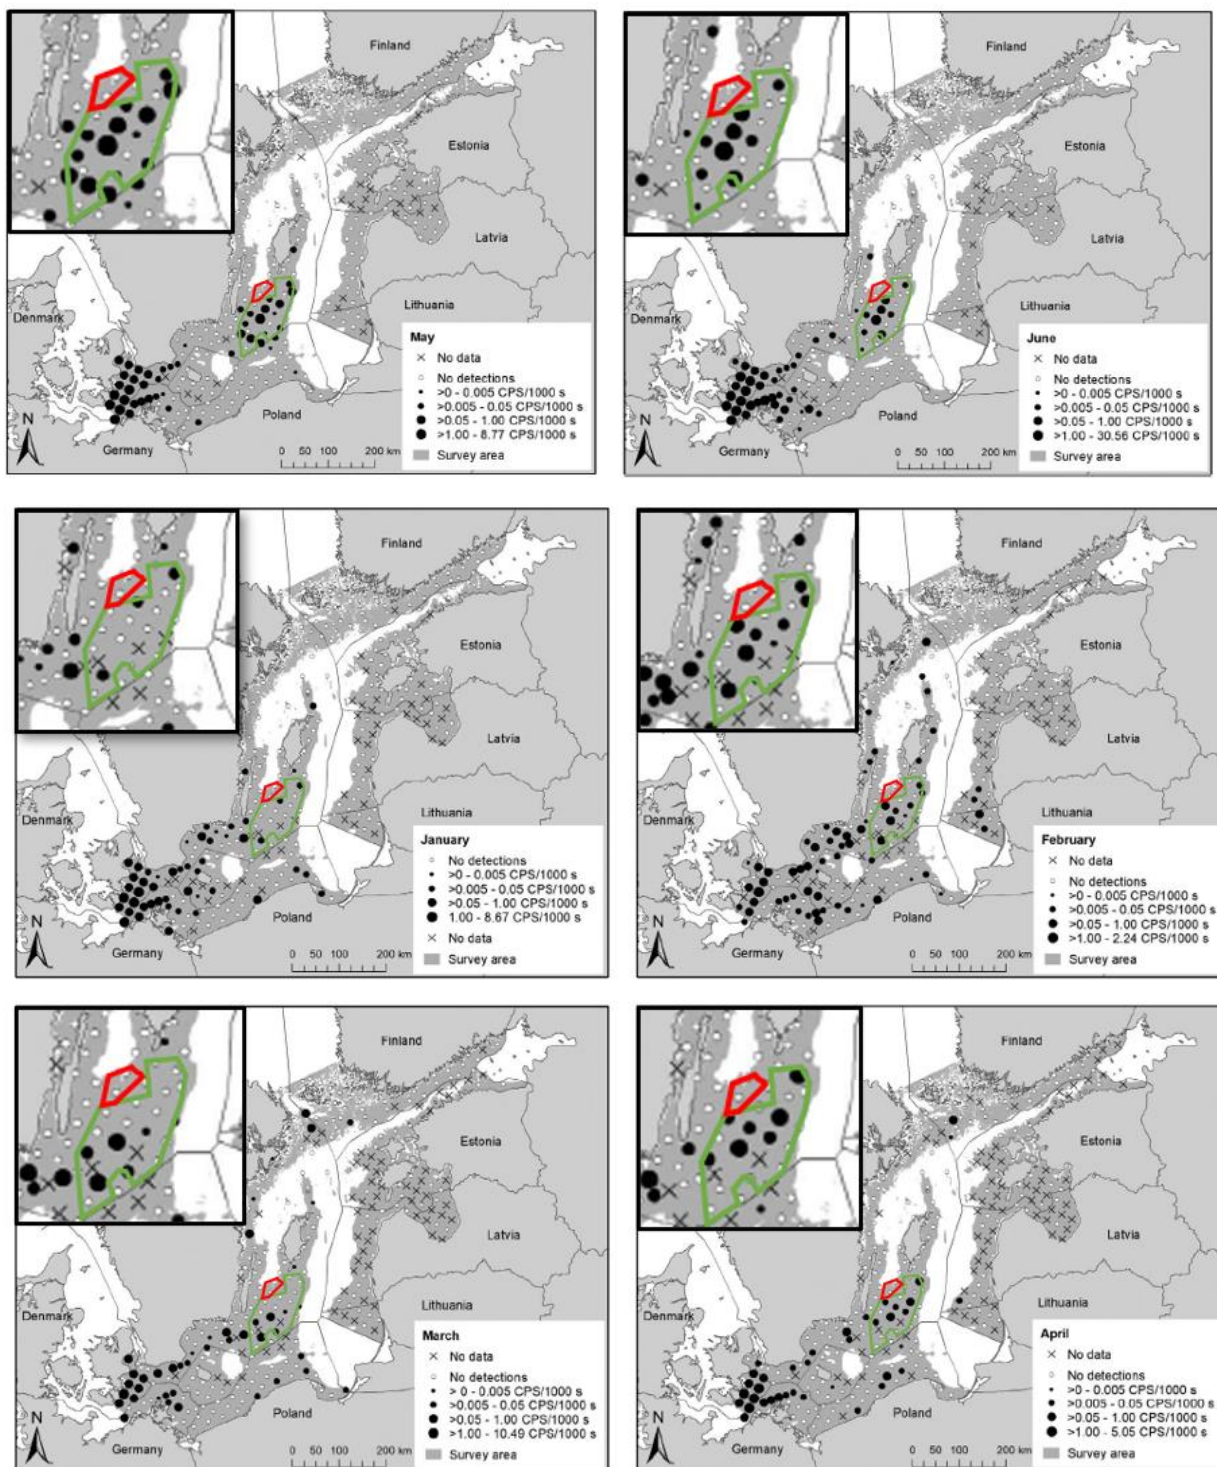 Finland
Estonia
Latvia
Lithuania
Denmark
May
No data
No detections
>0 - 0.005 CPS/1000 s
>0.005 - 0.05 CPS/1000 s
>0.05 - 1.00 CPS/1000 s
>1.00 - 8.77 CPS/1000 s
Survey area
N
Poland
Germany
0 50 100 200 km
Finland
Estonia
Latvia
Lithuania
Denmark
June
No data
No detections
>0 - 0.005 CPS/1000 s
>0.005 - 0.05 CPS/1000 s
>0.05 - 1.00 CPS/1000 s
>1.00 - 30.56 CPS/1000 s
Survey area
N
Poland
Germany
0 50 100 200 km
Finland
Estonia
Latvia
Lithuania
Denmark
January
No detections
>0 - 0.005 CPS/1000 s
>0.005 - 0.05 CPS/1000 s
>0.05 - 1.00 CPS/1000 s
1.00 - 8.67 CPS/1000 s
No data
Survey area
N
Poland
Germany
0 50 100 200 km
Finland
Estonia
Latvia
Lithuania
Denmark
February
No data
No detections
>0 - 0.005 CPS/1000 s
>0.005 - 0.05 CPS/1000 s
>0.05 - 1.00 CPS/1000 s
>1.00 - 2.24 CPS/1000 s
Survey area
N
Poland
Germany
0 50 100 200 km
Finland
Estonia
Latvia
Lithuania
Denmark
March
No data
No detections
> 0 - 0.005 CPS/1000 s
>0.005 - 0.05 CPS/1000 s
>0.05 - 1.00 CPS/1000 s
>1.00 - 10.49 CPS/1000 s
Survey area
N
Poland
Germany
0 50 100 200 km
Finland
Estonia
Latvia
Lithuania
Denmark
April
No data
No detections
>0 - 0.005 CPS/1000 s
>0.005 - 0.05 CPS/1000 s
>0.05 - 1.00 CPS/1000 s
>1.00 - 5.05 CPS/1000 s
Survey area
N
Poland
Germany
0 50 100 200 km